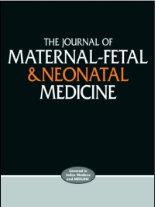 THE JOURNAL OF
MATERNAL-FETAL
& NEONATAL
MEDICINE